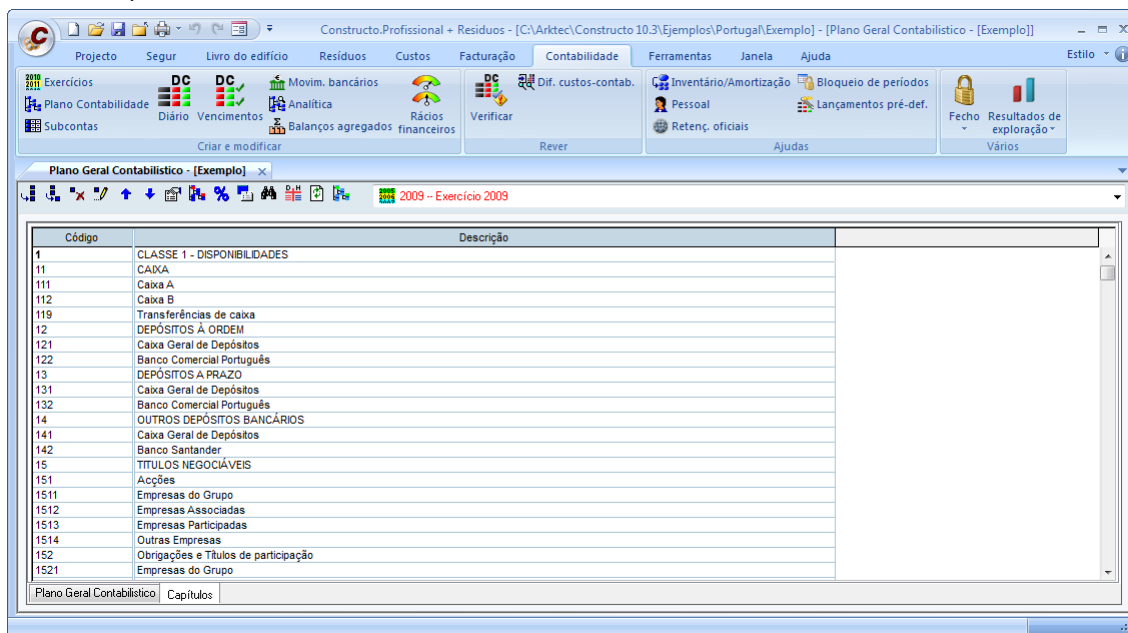 Constructo.Profissional + Residuos - [C:\Arktec\Constructo 10.3\Ejemplos\Portugal\Exemplo] - [Plano Geral Contabilistico - [Exemplo]]
Projecto Segur Livro do edifício Resíduos Custos Facturação Contabilidade Ferramentas Janela Ajuda Estilo
Exercícios
Plano Contabilidade
Subcontas
DC
Diário
DC
Vencimentos
Movim. bancários
Analítica
Balanços agregados
Rácios
financeiros
Criar e modificar
DC
Verificar
Dif. custos-contab.
Rever
Inventário/Amortização
Pessoal
Retenç. oficiais
Bloqueio de períodos
Lançamentos pré-def.
Ajudas
Fecho
Resultados de
exploração
Vários
Plano Geral Contabilistico - [Exemplo]
2009 -- Exercício 2009
Código Descrição
1 CLASSE 1 - DISPONIBILIDADES
11 CAIXA
111 Caixa A
112 Caixa B
119 Transferências de caixa
12 DEPÓSITOS À ORDEM
121 Caixa Geral de Depósitos
122 Banco Comercial Português
13 DEPÓSITOS A PRAZO
131 Caixa Geral de Depósitos
132 Banco Comercial Português
14 OUTROS DEPÓSITOS BANCÁRIOS
141 Caixa Geral de Depósitos
142 Banco Santander
15 TITULOS NEGOCIÁVEIS
151 Acções
1511 Empresas do Grupo
1512 Empresas Associadas
1513 Empresas Participadas
1514 Outras Empresas
152 Obrigações e Títulos de participação
1521 Empresas do Grupo
Plano Geral Contabilistico Capítulos